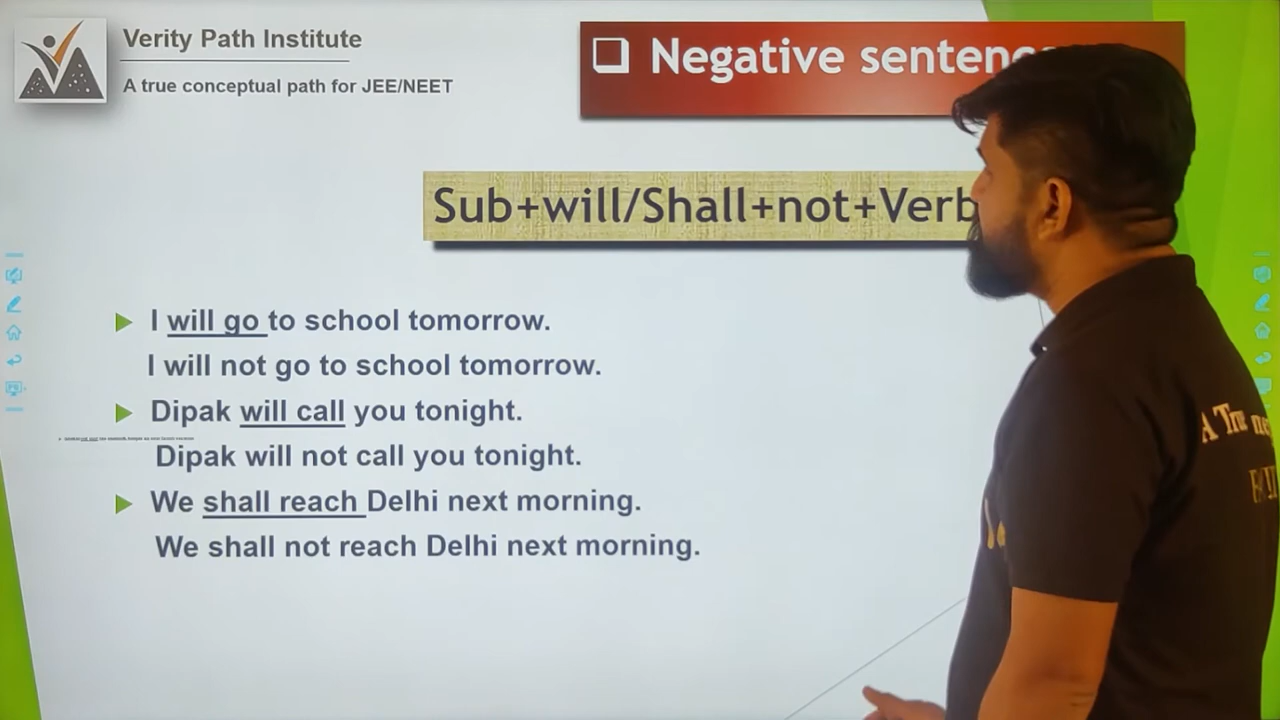 Verity Path Institute
A true conceptual path for JEE/NEET
Negative sentenc
Sub+will/Shall+not+Verb
I will go to school tomorrow.
I will not go to school tomorrow.
Dipak will call you tonight.
Dipak will not call you tonight.
We shall reach Delhi next morning.
We shall not reach Delhi next morning.
A True